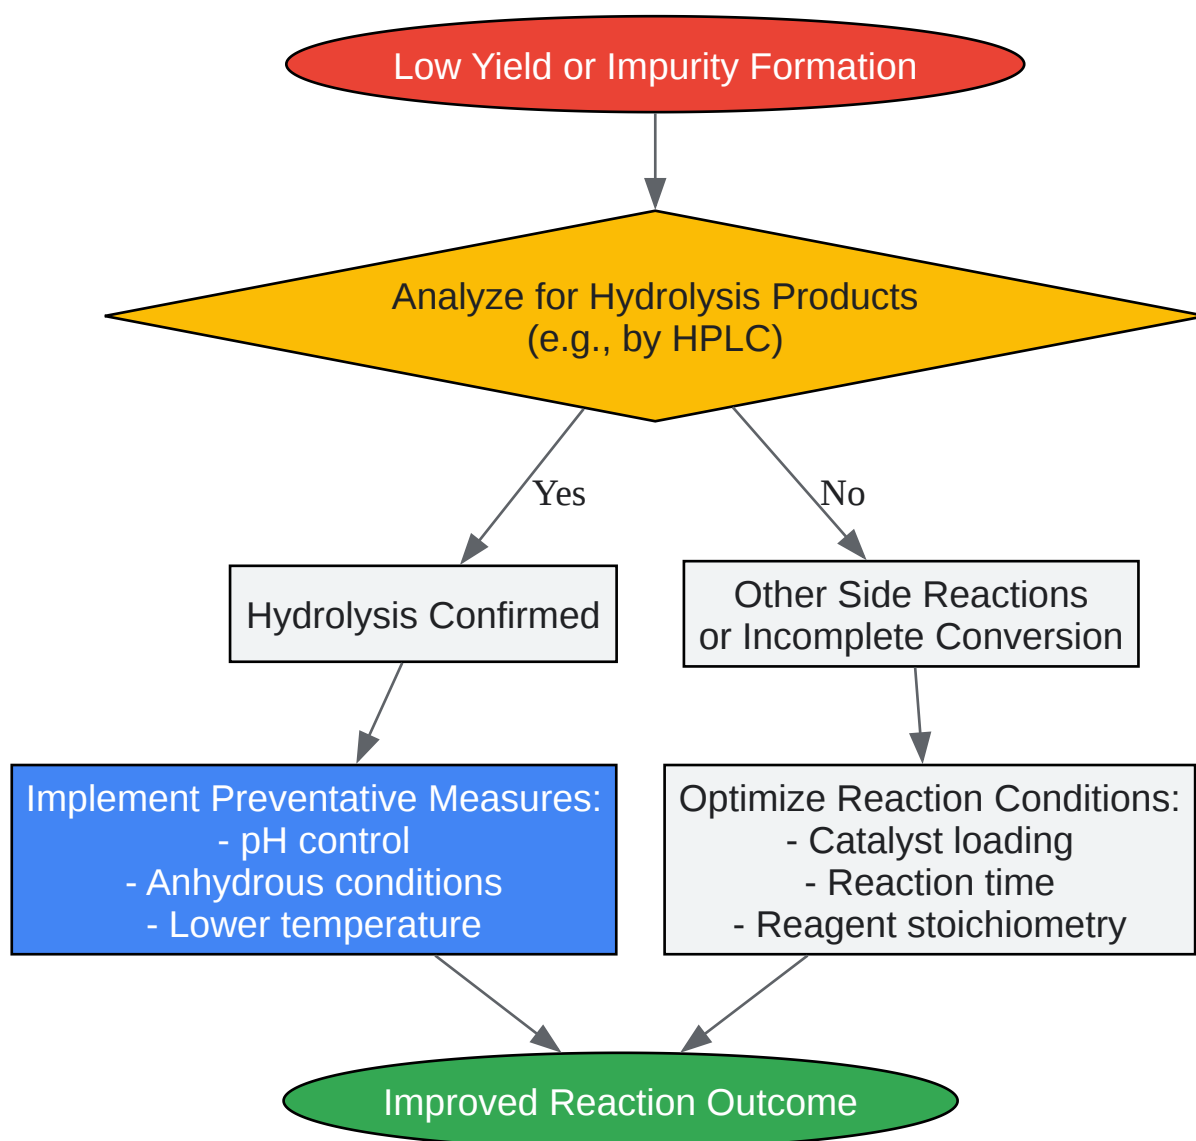 Low Yield or Impurity Formation
Analyze for Hydrolysis Products
(e.g., by HPLC)
Yes
No
Hydrolysis Confirmed
Other Side Reactions
or Incomplete Conversion
Implement Preventative Measures:
- pH control
- Anhydrous conditions
- Lower temperature
Optimize Reaction Conditions:
- Catalyst loading
- Reaction time
- Reagent stoichiometry
Improved Reaction Outcome